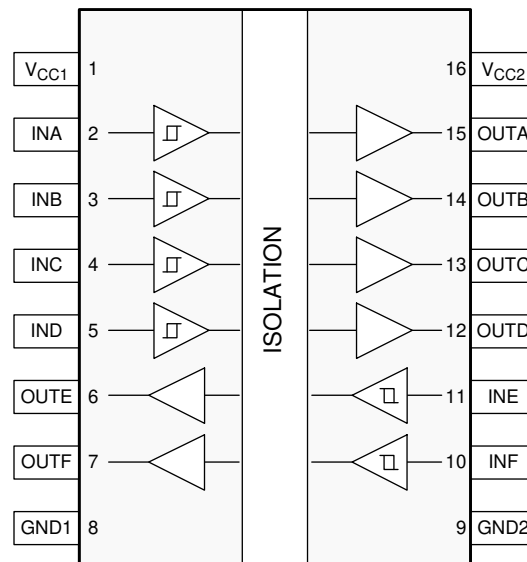 VCC1 1 16 VCC2
INA 2 15 OUTA
INB 3 14 OUTB
INC 4 13 OUTC
IND 5 12 OUTD
OUTE 6 11 INE
OUTF 7 10 INF
GND1 8 9 GND2
ISOLATION